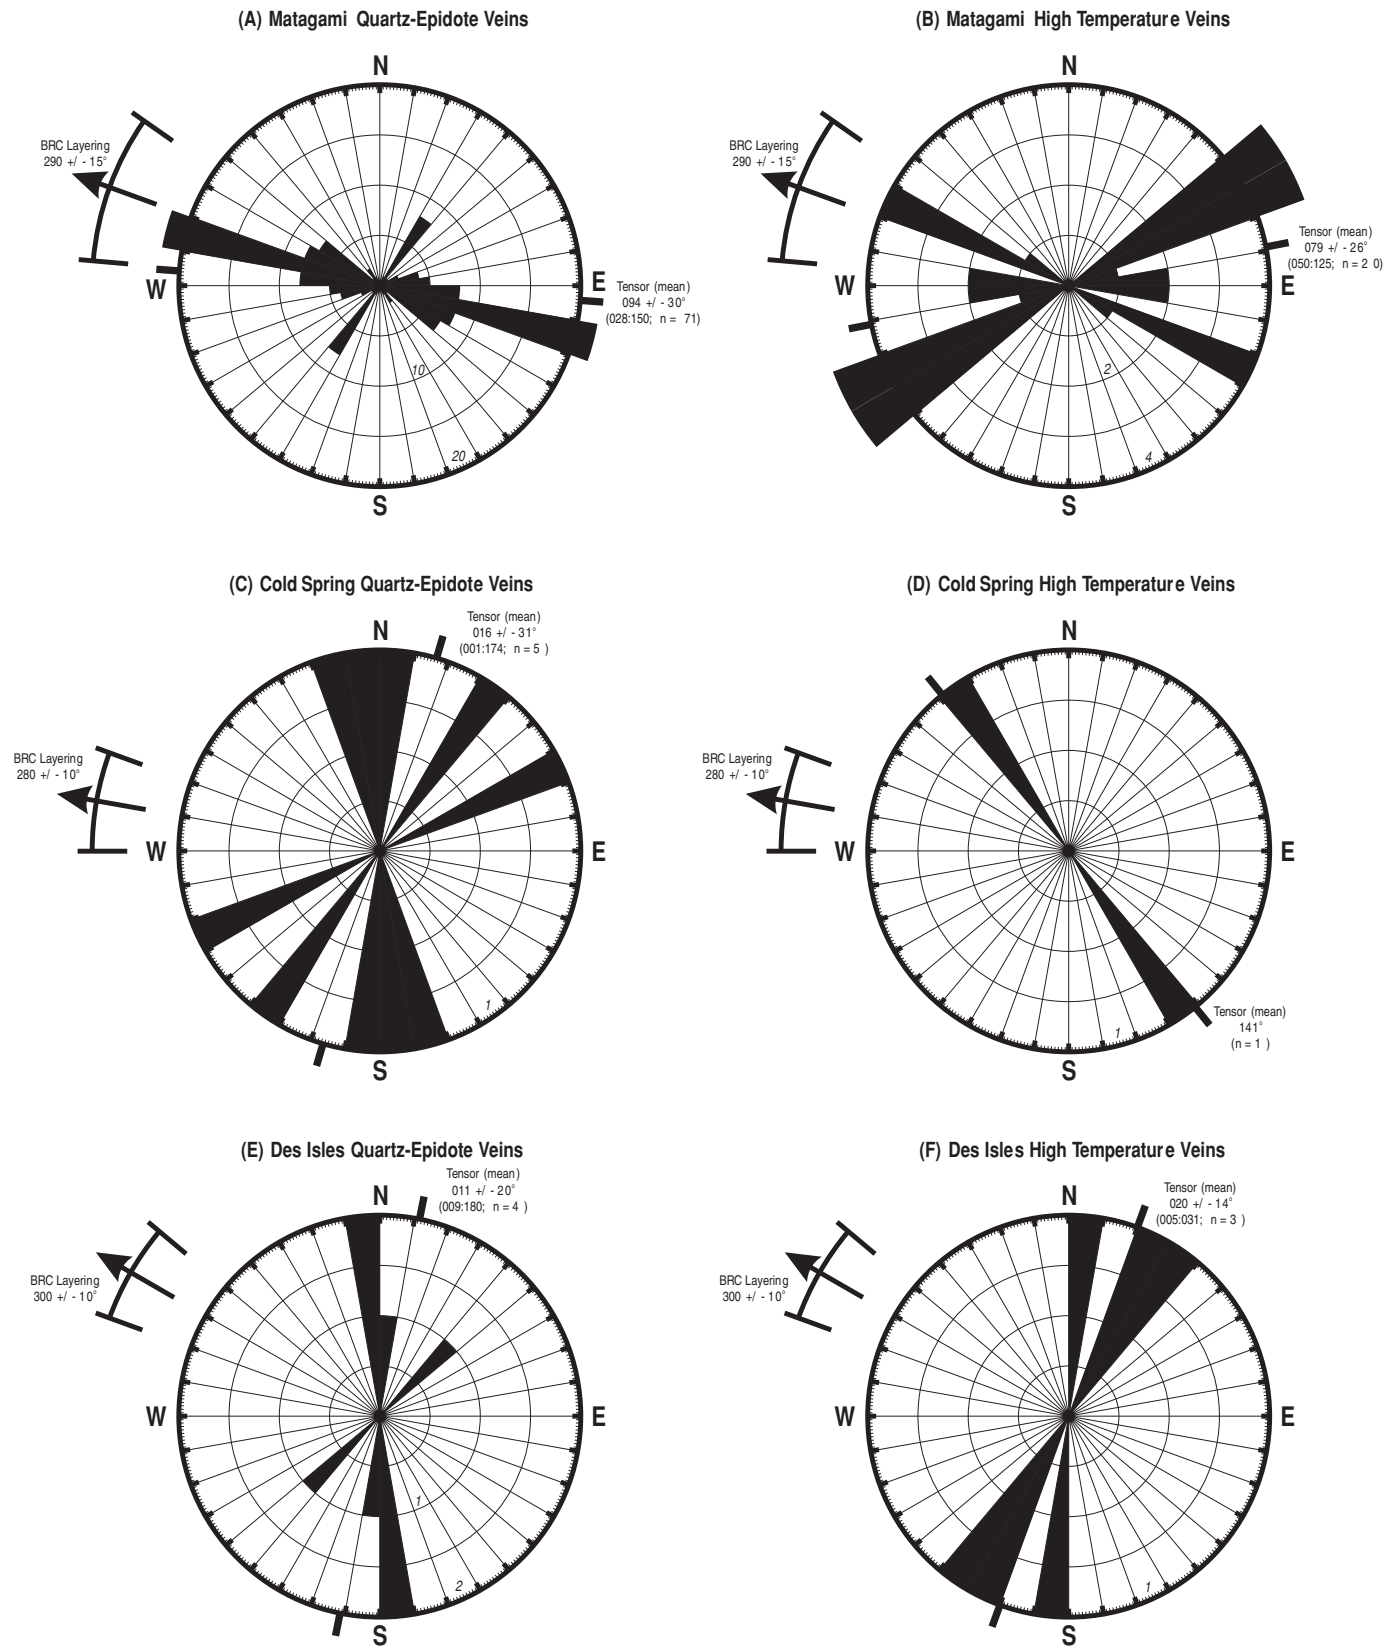 (A) Matagami Quartz-Epidote Veins
N
BRC Layering
290 +/ - 15°
W
E
Tensor (mean)
094 +/ - 30°
(028:150; n = 71)
10
20
S
(B) Matagami High Temperature Veins
N
BRC Layering
290 +/ - 15°
Tensor (mean)
079 +/ - 26°
(050:125; n = 2 0)
W
E
2
4
S
(C) Cold Spring Quartz-Epidote Veins
Tensor (mean)
016 +/ - 31°
(001:174; n = 5 )
N
BRC Layering
280 +/ - 10°
W
E
1
S
(D) Cold Spring High Temperature Veins
N
BRC Layering
280 +/ - 10°
W
E
Tensor (mean)
141°
(n = 1 )
1
S
(E) Des Isles Quartz-Epidote Veins
Tensor (mean)
011 +/ - 20°
(009:180; n = 4 )
N
BRC Layering
300 +/ - 10°
W
E
1
2
S
(F) Des Isles High Temperature Veins
Tensor (mean)
020 +/ - 14°
(005:031; n = 3 )
N
BRC Layering
300 +/ - 10°
W
E
1
S